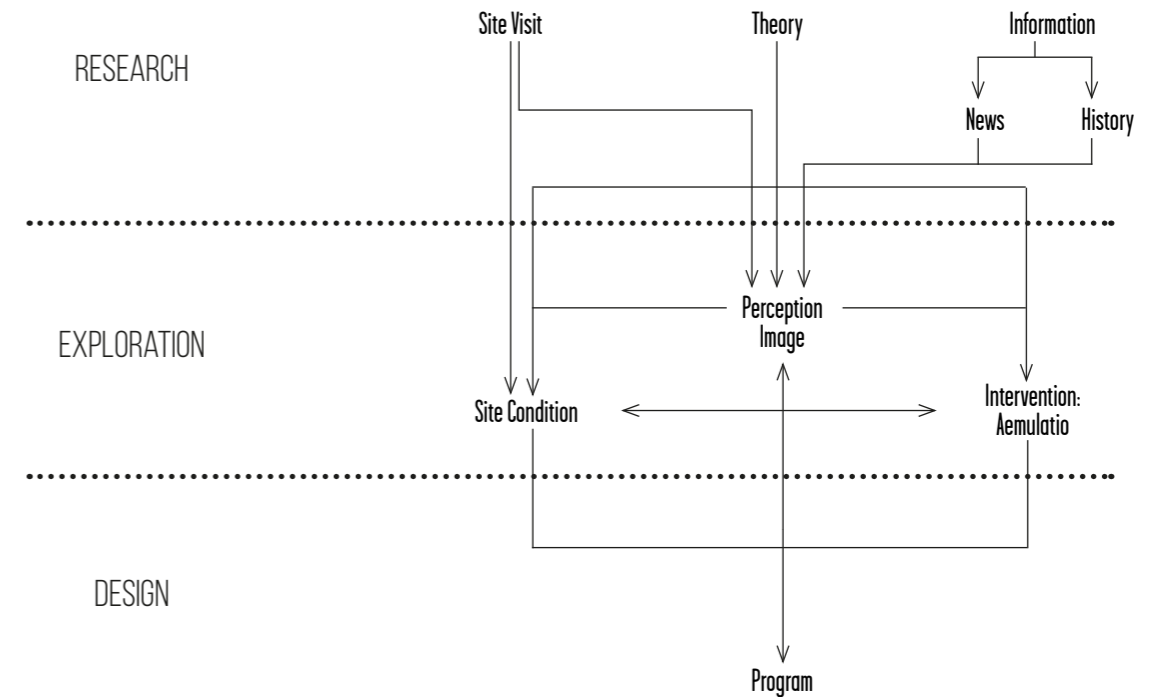 Site Visit
Theory
Information
RESEARCH
News
History
Perception
Image
EXPLORATION
Site Condition
Intervention:
Aemulatio
DESIGN
Program